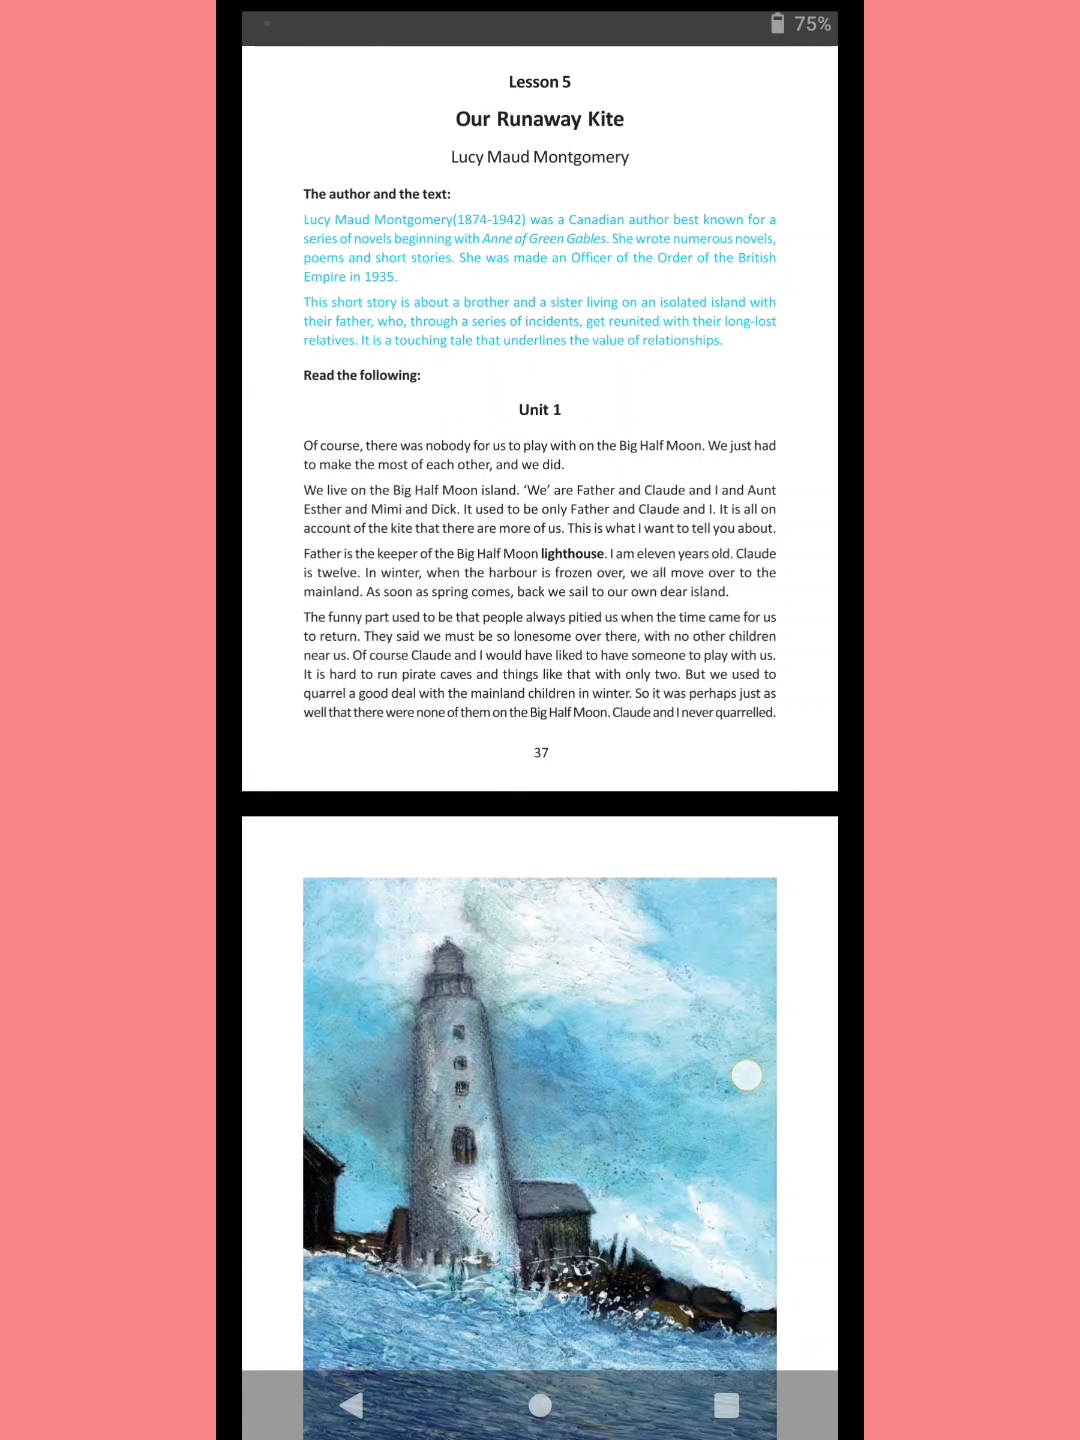 75%
Lesson 5
Our Runaway Kite
Lucy Maud Montgomery
The author and the text:
Lucy Maud Montgomery(1874-1942) was a Canadian author best known for a
series of novels beginning with Anne of Green Gables. She wrote numerous novels,
poems and short stories. She was made an Officer of the Order of the British
Empire in 1935.
This short story is about a brother and a sister living on an isolated island with
their father, who, through a series of incidents, get reunited with their long-lost
relatives. It is a touching tale that underlines the value of relationships.
Read the following:
Unit 1
Of course, there was nobody for us to play with on the Big Half Moon. We just had
to make the most of each other, and we did.
We live on the Big Half Moon island. ‘We’ are Father and Claude and I and Aunt
Esther and Mimi and Dick. It used to be only Father and Claude and I. It is all on
account of the kite that there are more of us. This is what I want to tell you about.
Father is the keeper of the Big Half Moon lighthouse. I am eleven years old. Claude
is twelve. In winter, when the harbour is frozen over, we all move over to the
mainland. As soon as spring comes, back we sail to our own dear island.
The funny part used to be that people always pitied us when the time came for us
to return. They said we must be so lonesome over there, with no other children
near us. Of course Claude and I would have liked to have someone to play with us.
It is hard to run pirate caves and things like that with only two. But we used to
quarrel a good deal with the mainland children in winter. So it was perhaps just as
well that there were none of them on the Big Half Moon. Claude and I never quarrelled.
37